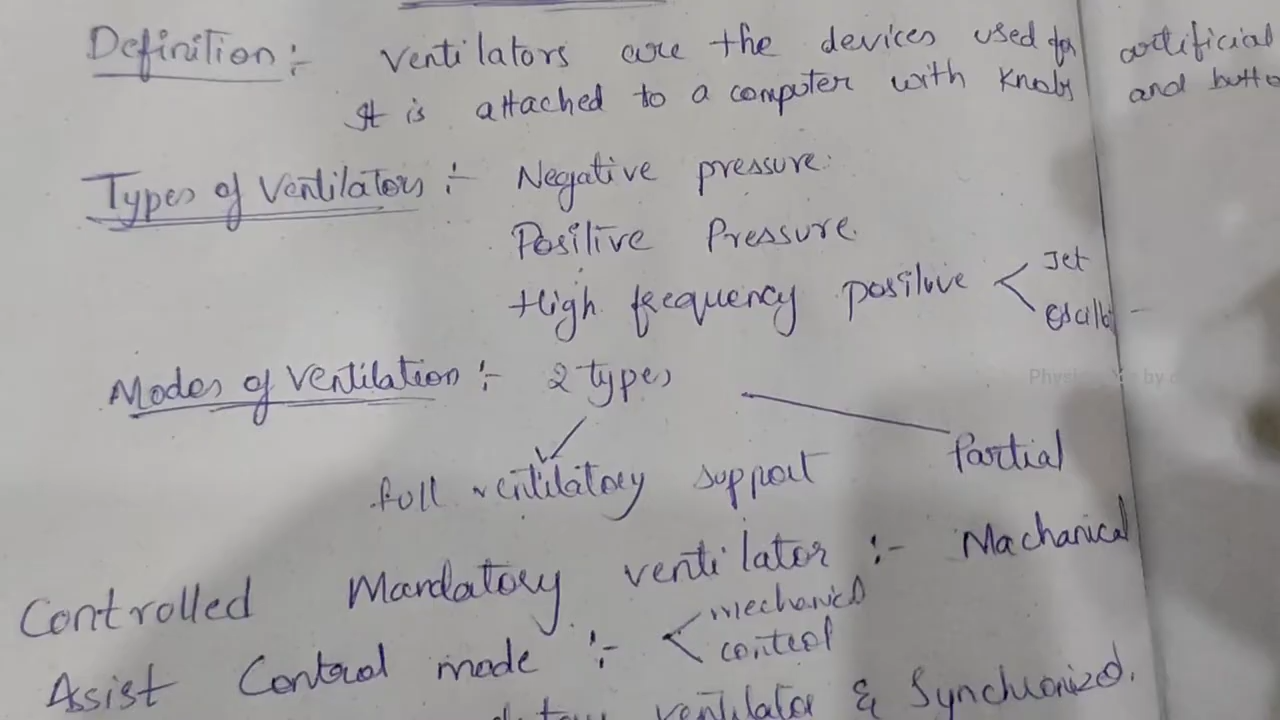 Definition :- Ventilators are the devices used for artificial
It is attached to a computer with Knobs and butto
Types of Ventilators :- Negative pressure.
Positive Pressure.
High frequency positive < Jet
Modes of Ventilation :- 2 types
full ventilatory support
Partial
Controlled Mandatory ventilator :- Mechanical
Assist Control mode :- < mechanical
control
ventilator & Synchronized.